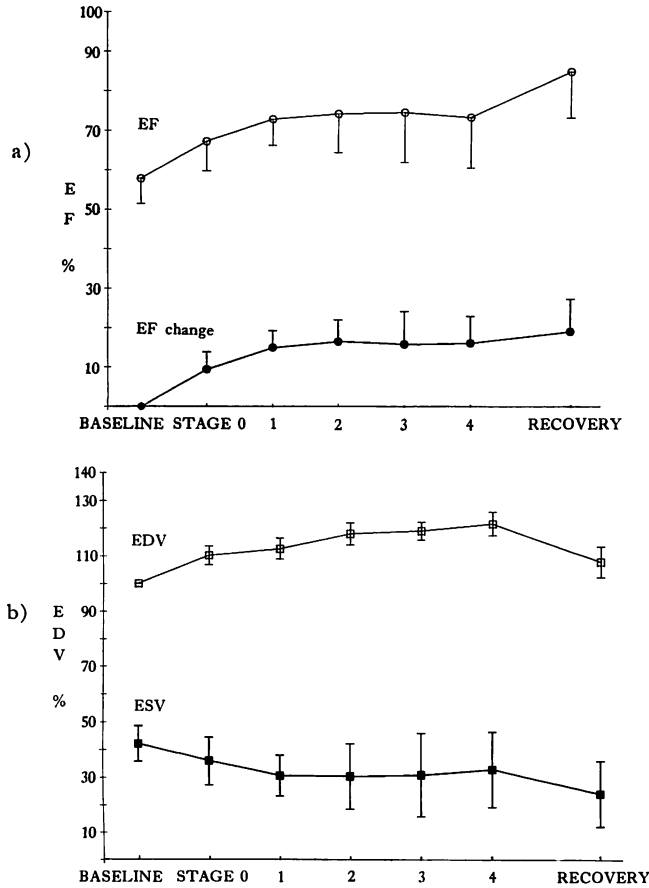 100
90
EF
70
a)
E
50
F
%
30
EF change
10
BASELINE STAGE 0 1 2 3 4 RECOVERY
140
130
EDV
110
b)
E
90
D
V
70
%
ESV
50
30
10
BASELINE STAGE 0 1 2 3 4 RECOVERY